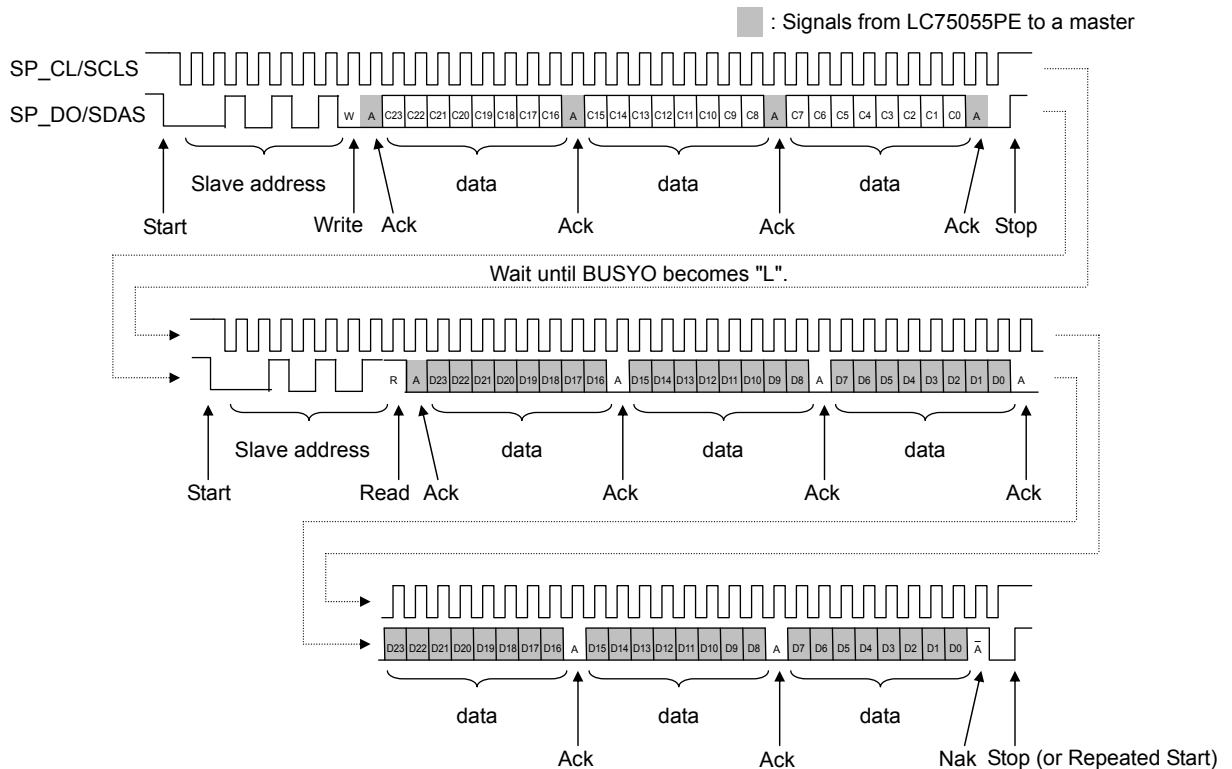 : Signals from LC75055PE to a master
SP_CL/SCLS
SP_DO/SDAS
W A C23 C22 C21 C20 C19 C18 C17 C16 A C15 C14 C13 C12 C11 C10 C9 C8 A C7 C6 C5 C4 C3 C2 C1 C0 A
Slave address data data data
Start Write Ack Ack Ack Ack Stop
Wait until BUSYO becomes "L".
R A D23 D22 D21 D20 D19 D18 D17 D16 A D15 D14 D13 D12 D11 D10 D9 D8 A D7 D6 D5 D4 D3 D2 D1 D0 A
Slave address data data data
Start Read Ack Ack Ack Ack
D23 D22 D21 D20 D19 D18 D17 D16 A D15 D14 D13 D12 D11 D10 D9 D8 A D7 D6 D5 D4 D3 D2 D1 D0 A̅
data data data
Ack Ack Nak Stop (or Repeated Start)